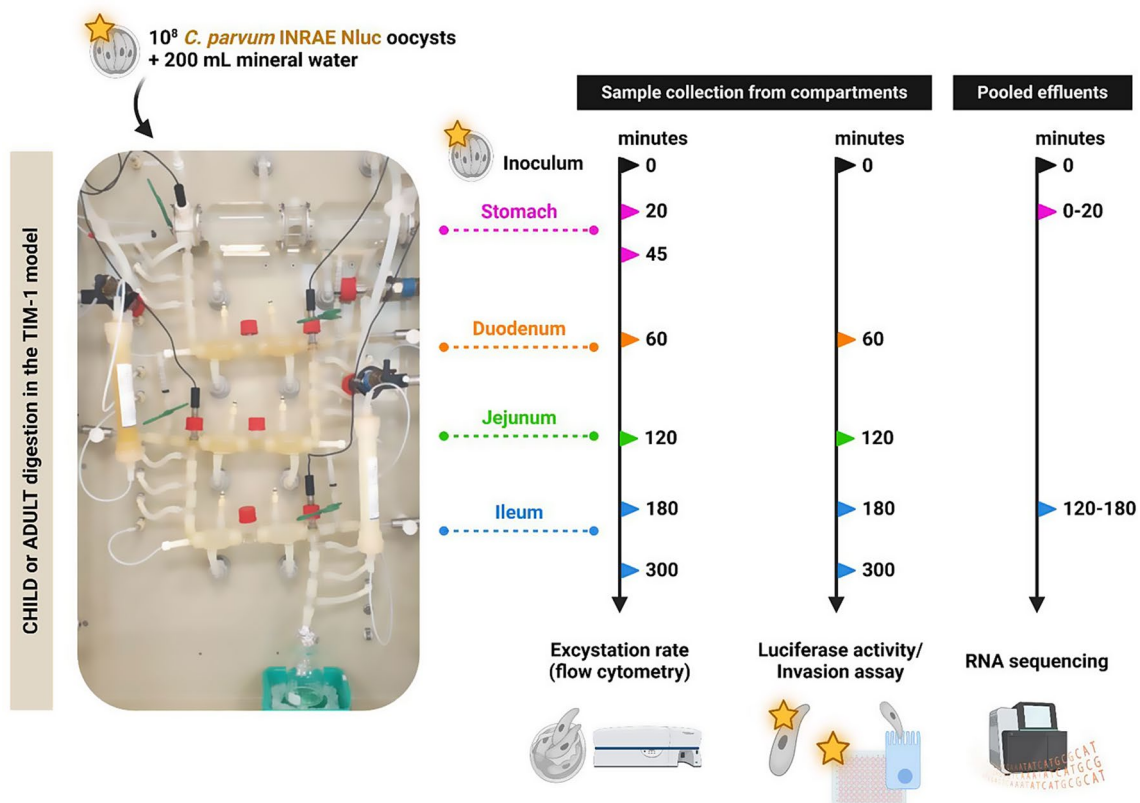 10⁸ C. parvum INRAE Nluc oocysts
+ 200 mL mineral water
CHILD or ADULT digestion in the TIM-1 model
Sample collection from compartments
Pooled effluents
minutes
minutes
minutes
Inoculum
0
0
0
Stomach
20
0-20
45
Duodenum
60
60
Jejunum
120
120
Ileum
180
180
120-180
300
300
Excystation rate
(flow cytometry)
Luciferase activity/
Invasion assay
RNA sequencing